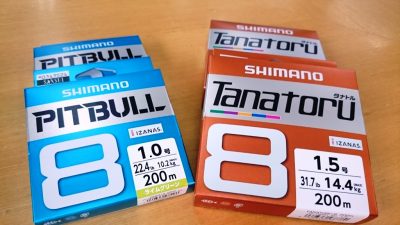 SHIMANO
PITBULL
SHIMANO
PITBULL
IZANAS
8
1.0号
22.4lb 10.2kg
200m
ライムグリーン
SHIMANO
Tanatoru
SHIMANO
Tanatoru
タナトル
IZANAS
8
1.5号
31.7lb 14.4kg
200m